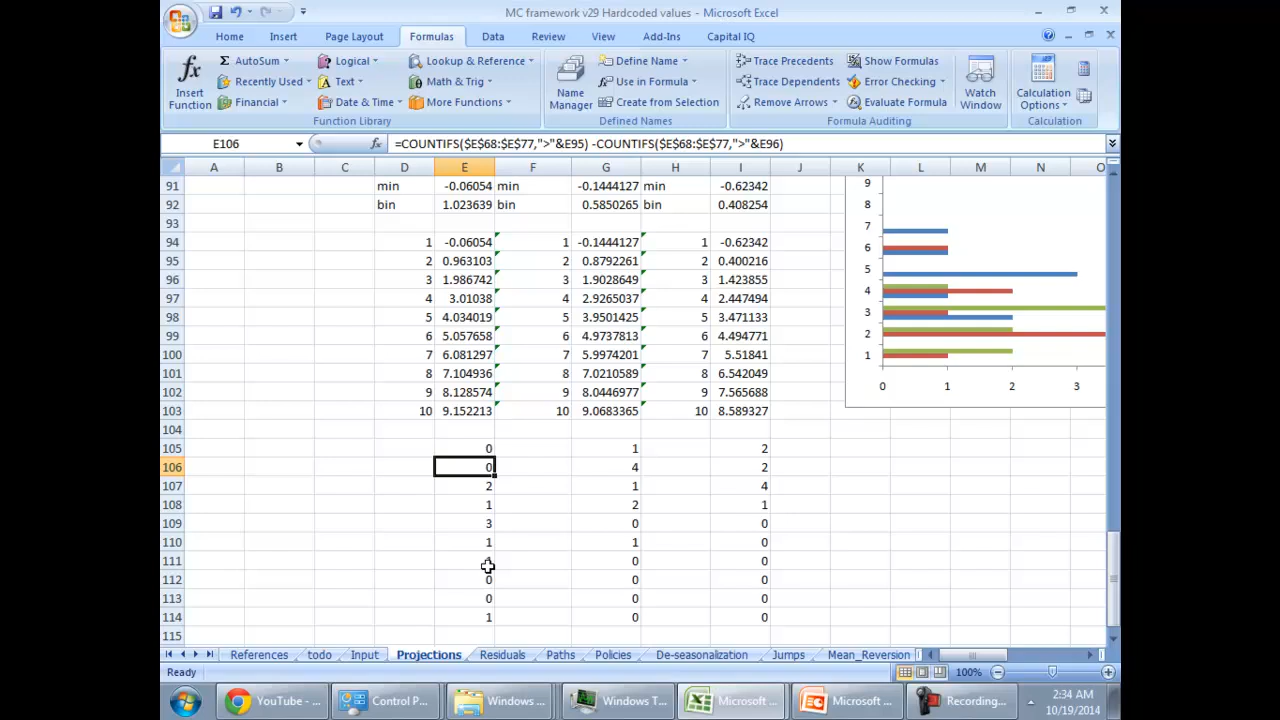 MC framework v29 Hardcoded values - Microsoft Excel
Home Insert Page Layout Formulas Data Review View Add-Ins Capital IQ
AutoSum Logical Lookup & Reference Define Name Trace Precedents Show Formulas
Recently Used Text Math & Trig Use in Formula Trace Dependents Error Checking
Financial Date & Time More Functions Create from Selection Remove Arrows Evaluate Formula
Insert Function Name Manager Watch Window Calculation Options
Function Library Defined Names Formula Auditing Calculation
E106 fx =COUNTIFS($E$68:$E$77,">"&E95) -COUNTIFS($E$68:$E$77,">"&E96)
A B C D E F G H I J K L M N O
91 min -0.06054 min -0.1444127 min -0.62342
92 bin 1.023639 bin 0.5850265 bin 0.408254
93
94 1 -0.06054 1 -0.1444127 1 -0.62342
95 2 0.963103 2 0.8792261 2 0.400216
96 3 1.986742 3 1.9028649 3 1.423855
97 4 3.01038 4 2.9265037 4 2.447494
98 5 4.034019 5 3.9501425 5 3.471133
99 6 5.057658 6 4.9737813 6 4.494771
100 7 6.081297 7 5.9974201 7 5.51841
101 8 7.104936 8 7.0210589 8 6.542049
102 9 8.128574 9 8.0446977 9 7.565688
103 10 9.152213 10 9.0683365 10 8.589327
104
105 0 1 2
106 0 4 2
107 2 1 4
108 1 2 1
109 3 0 0
110 1 1 0
111 0 0
112 0 0 0
113 0 0 0
114 1 0 0
115
9
8
7
6
5
4
3
2
1
0 1 2 3
References todo Input Projections Residuals Paths Policies De-seasonalization Jumps Mean_Reversion
Ready 100%
YouTube - ... Control P... Windows ... Windows T... Microsoft ... Microsoft ... Recording... 2:34 AM
10/19/2014